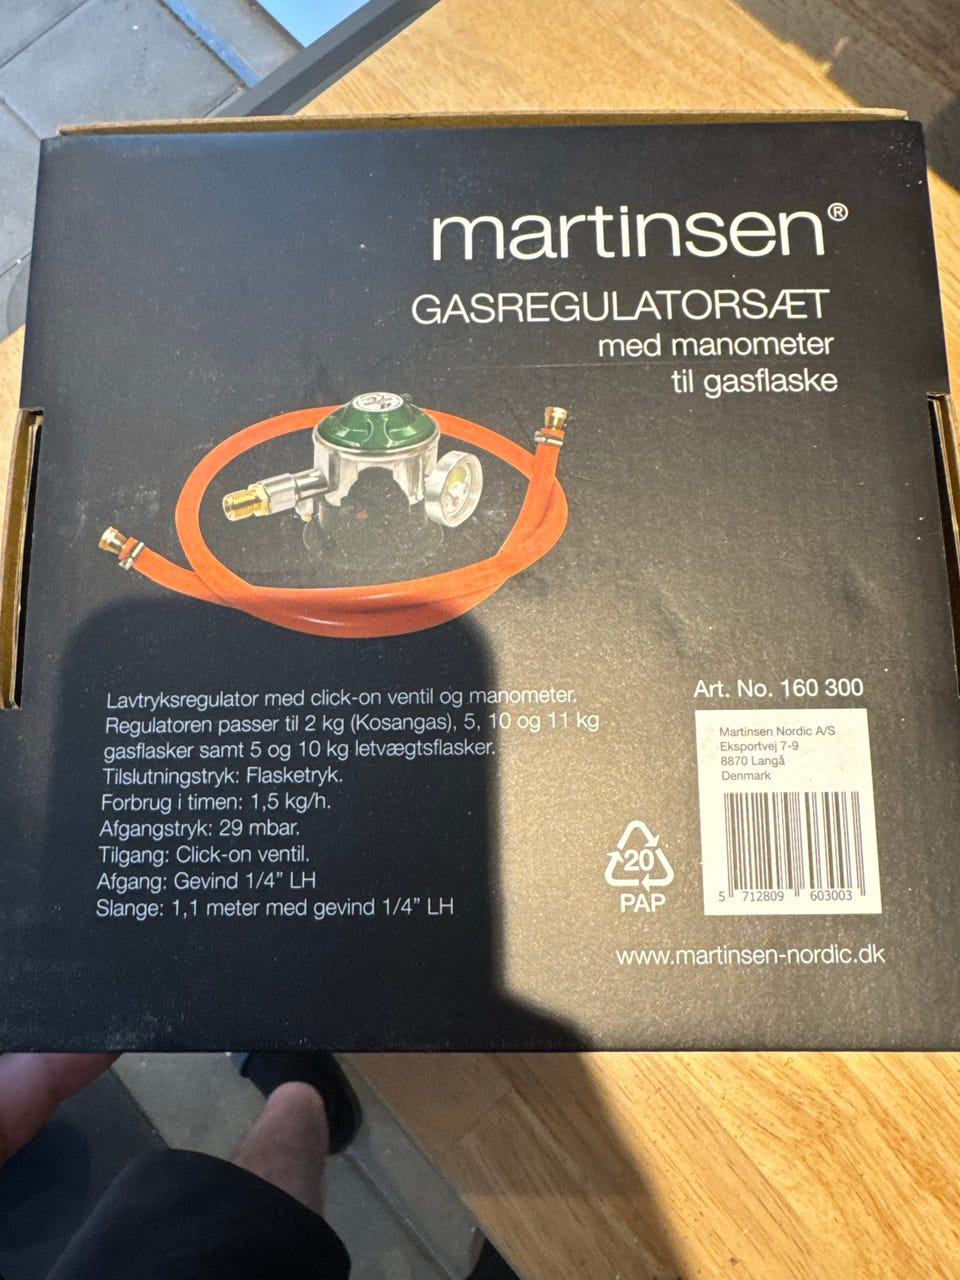 martinsen®
GASREGULATORSÆT
med manometer
til gasflaske
Lavtryksregulator med click-on ventil og manometer.
Regulatoren passer til 2 kg (Kosangas), 5, 10 og 11 kg
gasflasker samt 5 og 10 kg letvægtsflasker.
Tilslutningstryk: Flasketryk.
Forbrug i timen: 1,5 kg/h.
Afgangstryk: 29 mbar.
Tilgang: Click-on ventil.
Afgang: Gevind 1/4” LH
Slange: 1,1 meter med gevind 1/4” LH
Art. No. 160 300
Martinsen Nordic A/S
Eksportvej 7-9
8870 Langå
Denmark
5 712809 603003
20
PAP
www.martinsen-nordic.dk